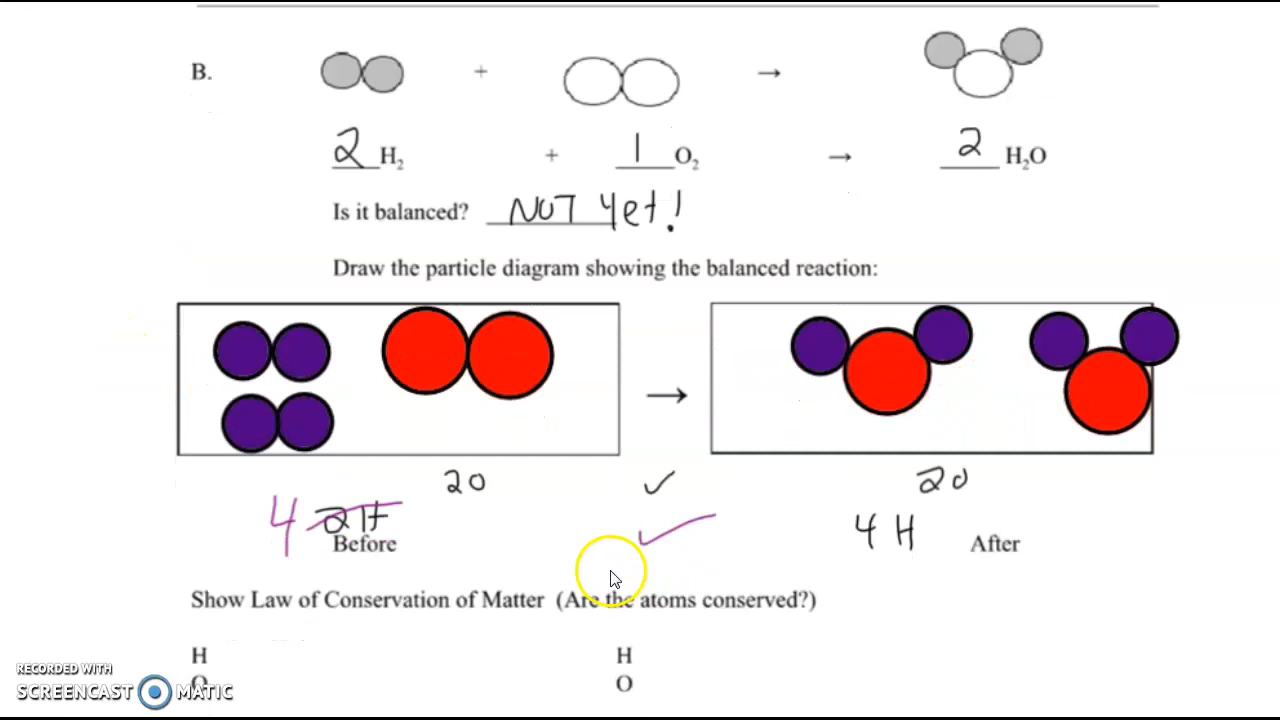 B. + →
2 H₂ + 1 O₂ → 2 H₂O
Is it balanced? NOT Yet!
Draw the particle diagram showing the balanced reaction:
→
2O ✓ 2O
4 2H ✓ 4 H
Before After
Show Law of Conservation of Matter (Are the atoms conserved?)
H H
O O
RECORDED WITH
SCREENCAST MATIC